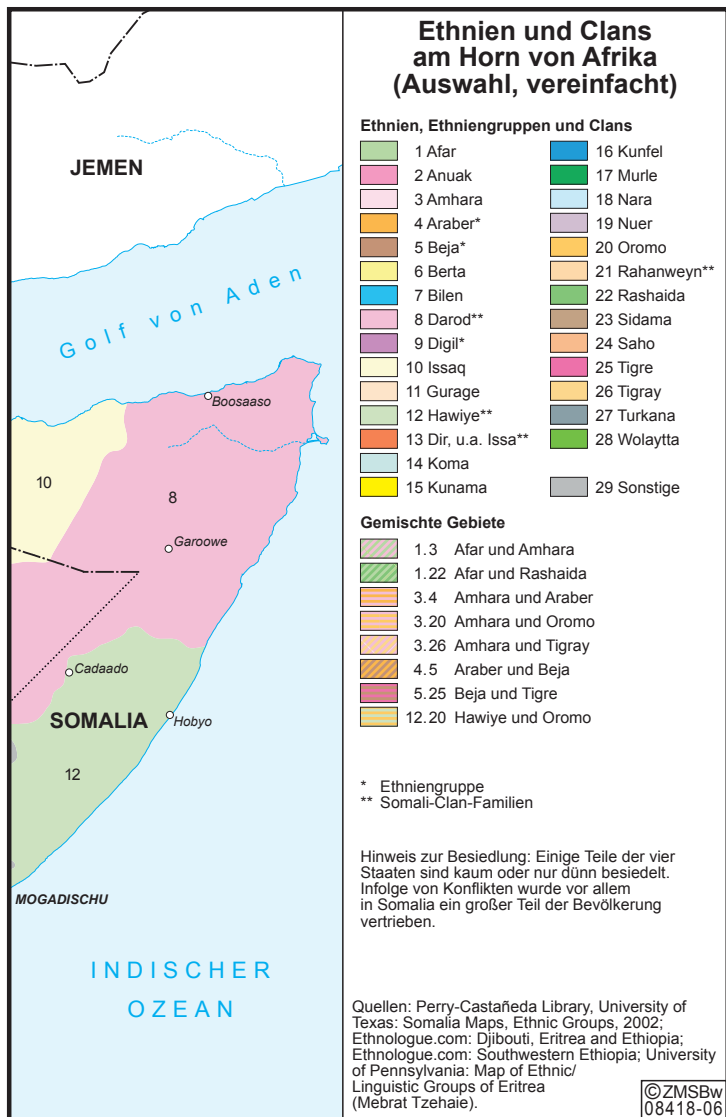 Ethnien und Clans
am Horn von Afrika
(Auswahl, vereinfacht)
Ethnien, Ethniengruppen und Clans
1 Afar
2 Anuak
3 Amhara
4 Araber*
5 Beja*
6 Berta
7 Bilen
8 Darod**
9 Digil*
10 Issaq
11 Gurage
12 Hawiye**
13 Dir, u.a. Issa**
14 Koma
15 Kunama
16 Kunfel
17 Murle
18 Nara
19 Nuer
20 Oromo
21 Rahanweyn**
22 Rashaida
23 Sidama
24 Saho
25 Tigre
26 Tigray
27 Turkana
28 Wolaytta
29 Sonstige
Gemischte Gebiete
1.3 Afar und Amhara
1.22 Afar und Rashaida
3.4 Amhara und Araber
3.20 Amhara und Oromo
3.26 Amhara und Tigray
4.5 Araber und Beja
5.25 Beja und Tigre
12.20 Hawiye und Oromo
* Ethniengruppe
** Somali-Clan-Familien
Hinweis zur Besiedlung: Einige Teile der vier
Staaten sind kaum oder nur dünn besiedelt.
Infolge von Konflikten wurde vor allem
in Somalia ein großer Teil der Bevölkerung
vertrieben.
Quellen: Perry-Castañeda Library, University of
Texas: Somalia Maps, Ethnic Groups, 2002;
Ethnologue.com: Djibouti, Eritrea and Ethiopia;
Ethnologue.com: Southwestern Ethiopia; University
of Pennsylvania: Map of Ethnic/
Linguistic Groups of Eritrea
(Mebrat Tzehaie).
©ZMSBw
08418-06
JEMEN
Golf von Aden
Boosaaso
10
8
Garoowe
Cadaado
SOMALIA
Hobyo
12
MOGADISCHU
INDISCHER
OZEAN